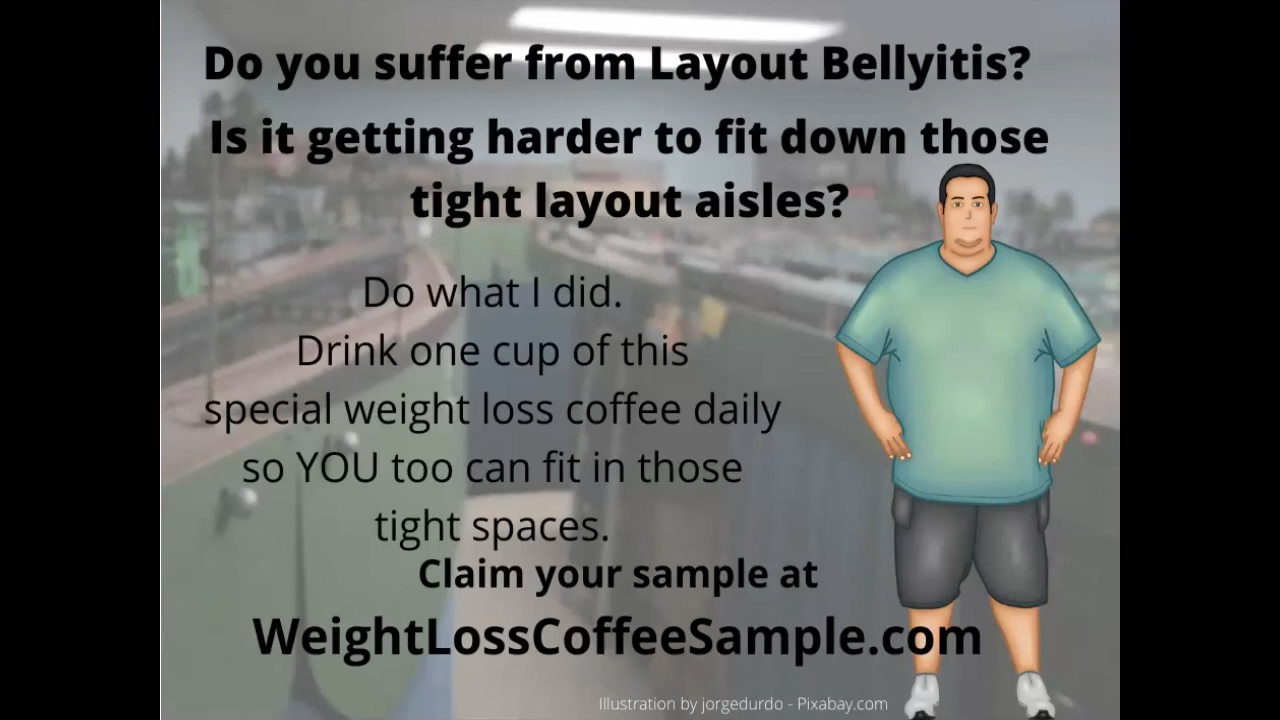 Do you suffer from Layout Bellyitis?
Is it getting harder to fit down those
tight layout aisles?
Do what I did.
Drink one cup of this
special weight loss coffee daily
so YOU too can fit in those
tight spaces.
Claim your sample at
WeightLossCoffeeSample.com
Illustration by jorgedurdo - Pixabay.com